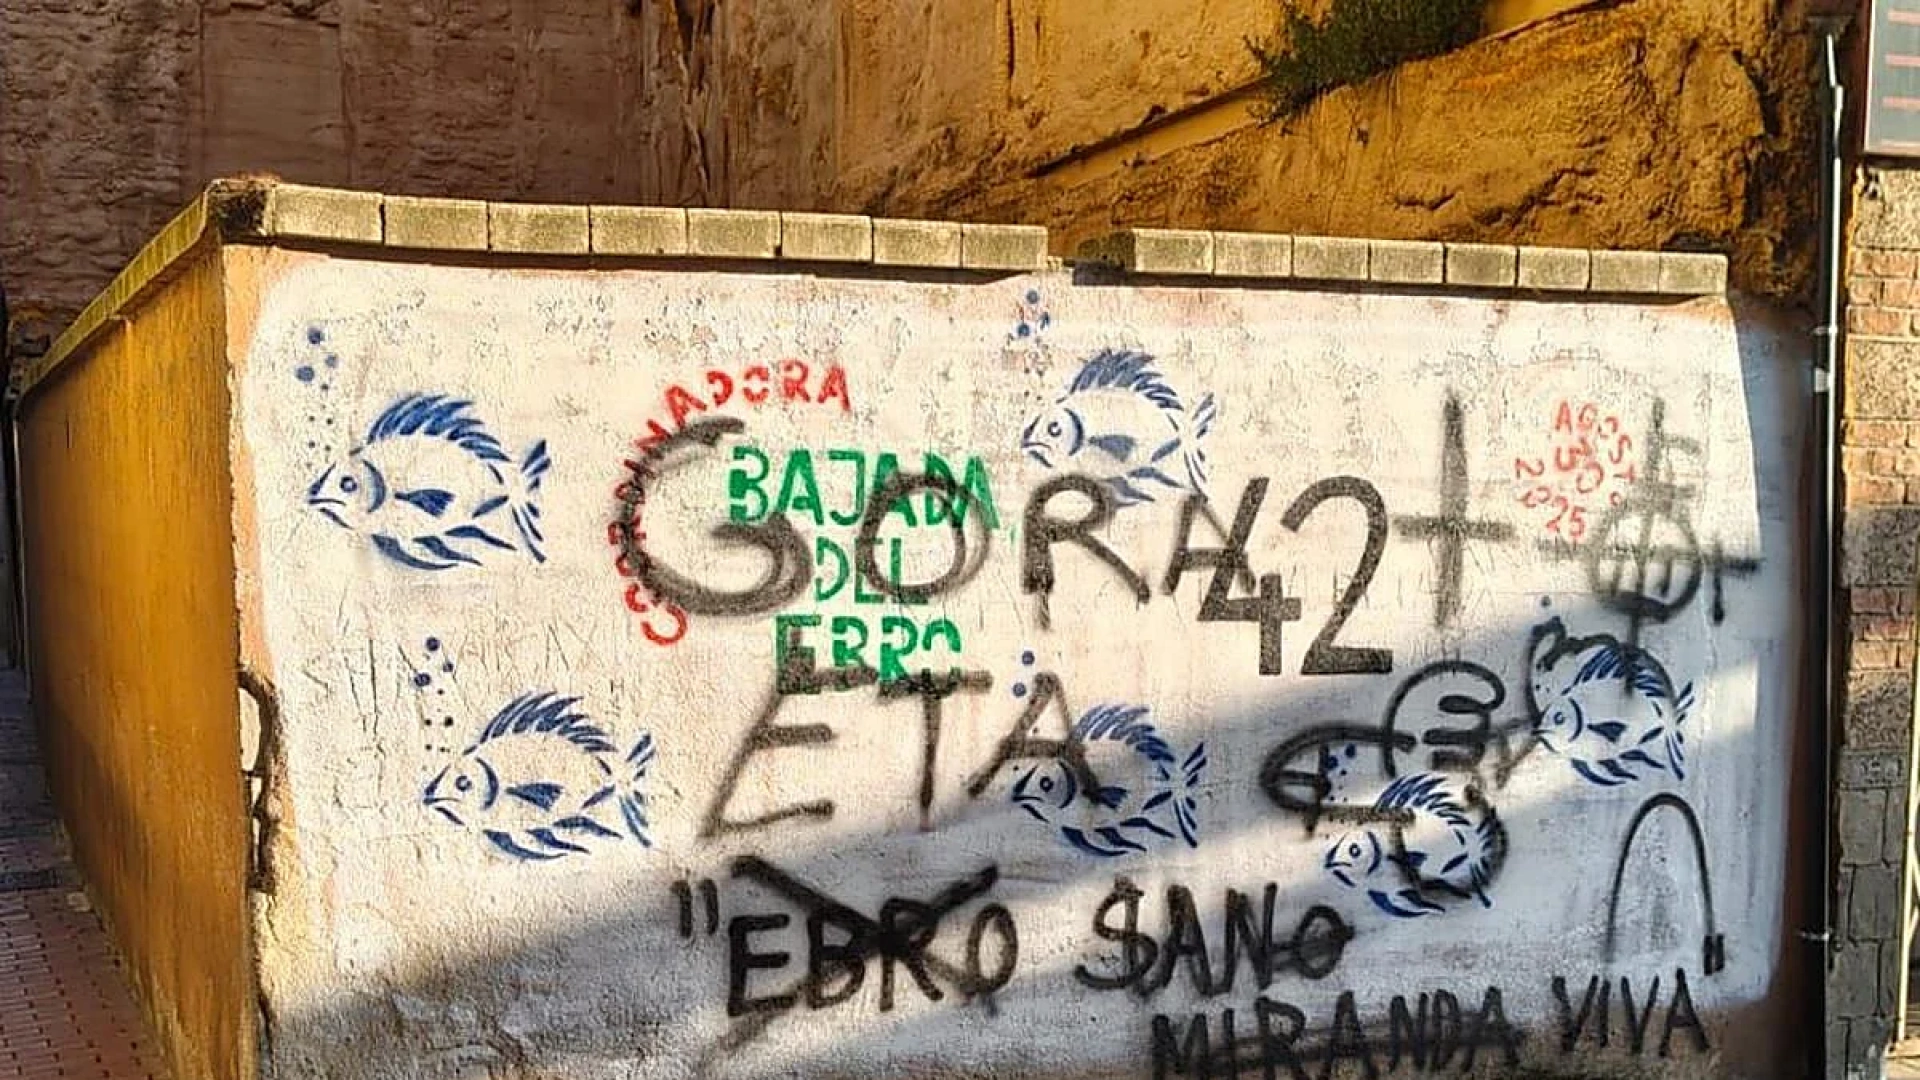 COORDINADORA
BAJADA
DEL
EBRO
AGOSTO
30
2025
GORA 42
ETA
"EBRO SANO
MIRANDA VIVA"